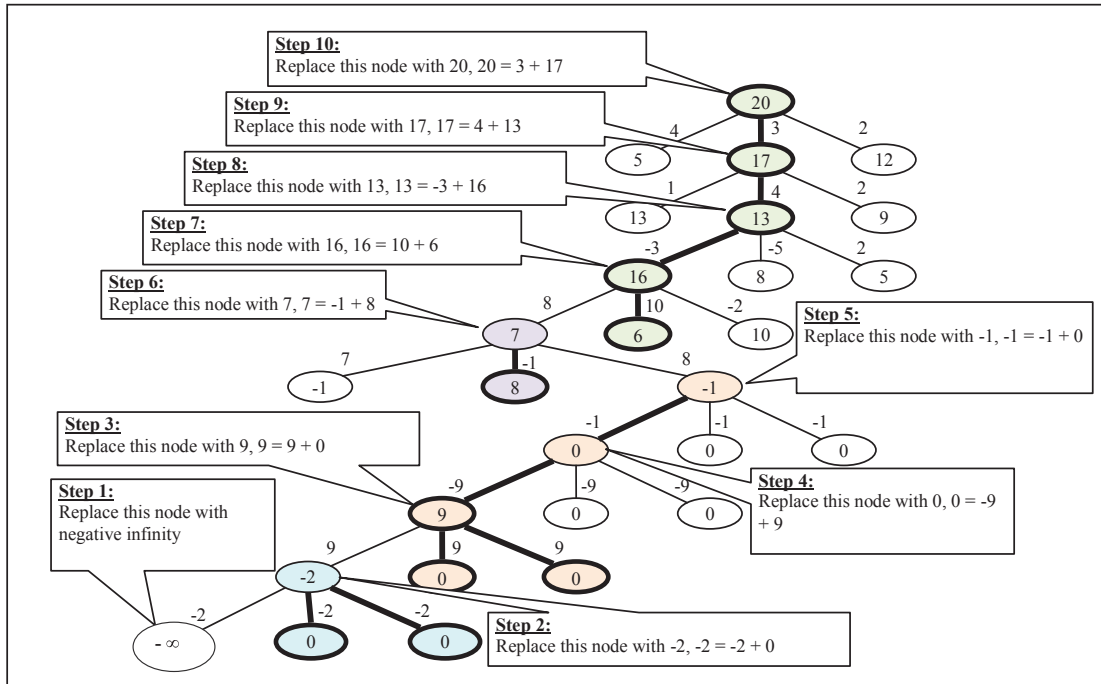 Step 10:
Replace this node with 20, 20 = 3 + 17
20
Step 9:
Replace this node with 17, 17 = 4 + 13
4
3
2
5
17
12
Step 8:
Replace this node with 13, 13 = -3 + 16
1
4
2
13
13
9
Step 7:
Replace this node with 16, 16 = 10 + 6
-3
-5
2
16
8
5
Step 6:
Replace this node with 7, 7 = -1 + 8
8
10
-2
7
6
10
Step 5:
Replace this node with -1, -1 = -1 + 0
7
-1
8
-1
8
-1
Step 3:
Replace this node with 9, 9 = 9 + 0
-1
-1
-1
0
0
0
Step 4:
Replace this node with 0, 0 = -9
+ 9
-9
-9
-9
9
0
0
Step 1:
Replace this node with
negative infinity
9
9
9
-2
0
0
-2
-2
-2
- ∞
0
0
Step 2:
Replace this node with -2, -2 = -2 + 0